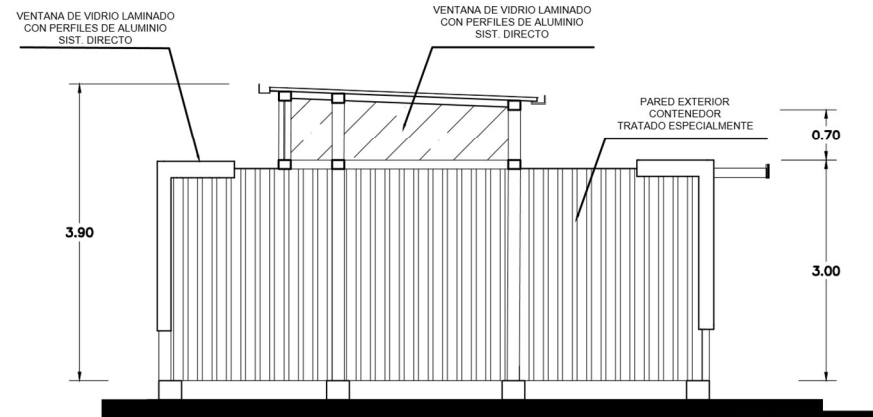 VENTANA DE VIDRIO LAMINADO
CON PERFILES DE ALUMINIO
SIST. DIRECTO
VENTANA DE VIDRIO LAMINADO
CON PERFILES DE ALUMINIO
SIST. DIRECTO
PARED EXTERIOR
CONTENEDOR
TRATADO ESPECIALMENTE
0.70
3.90
3.00